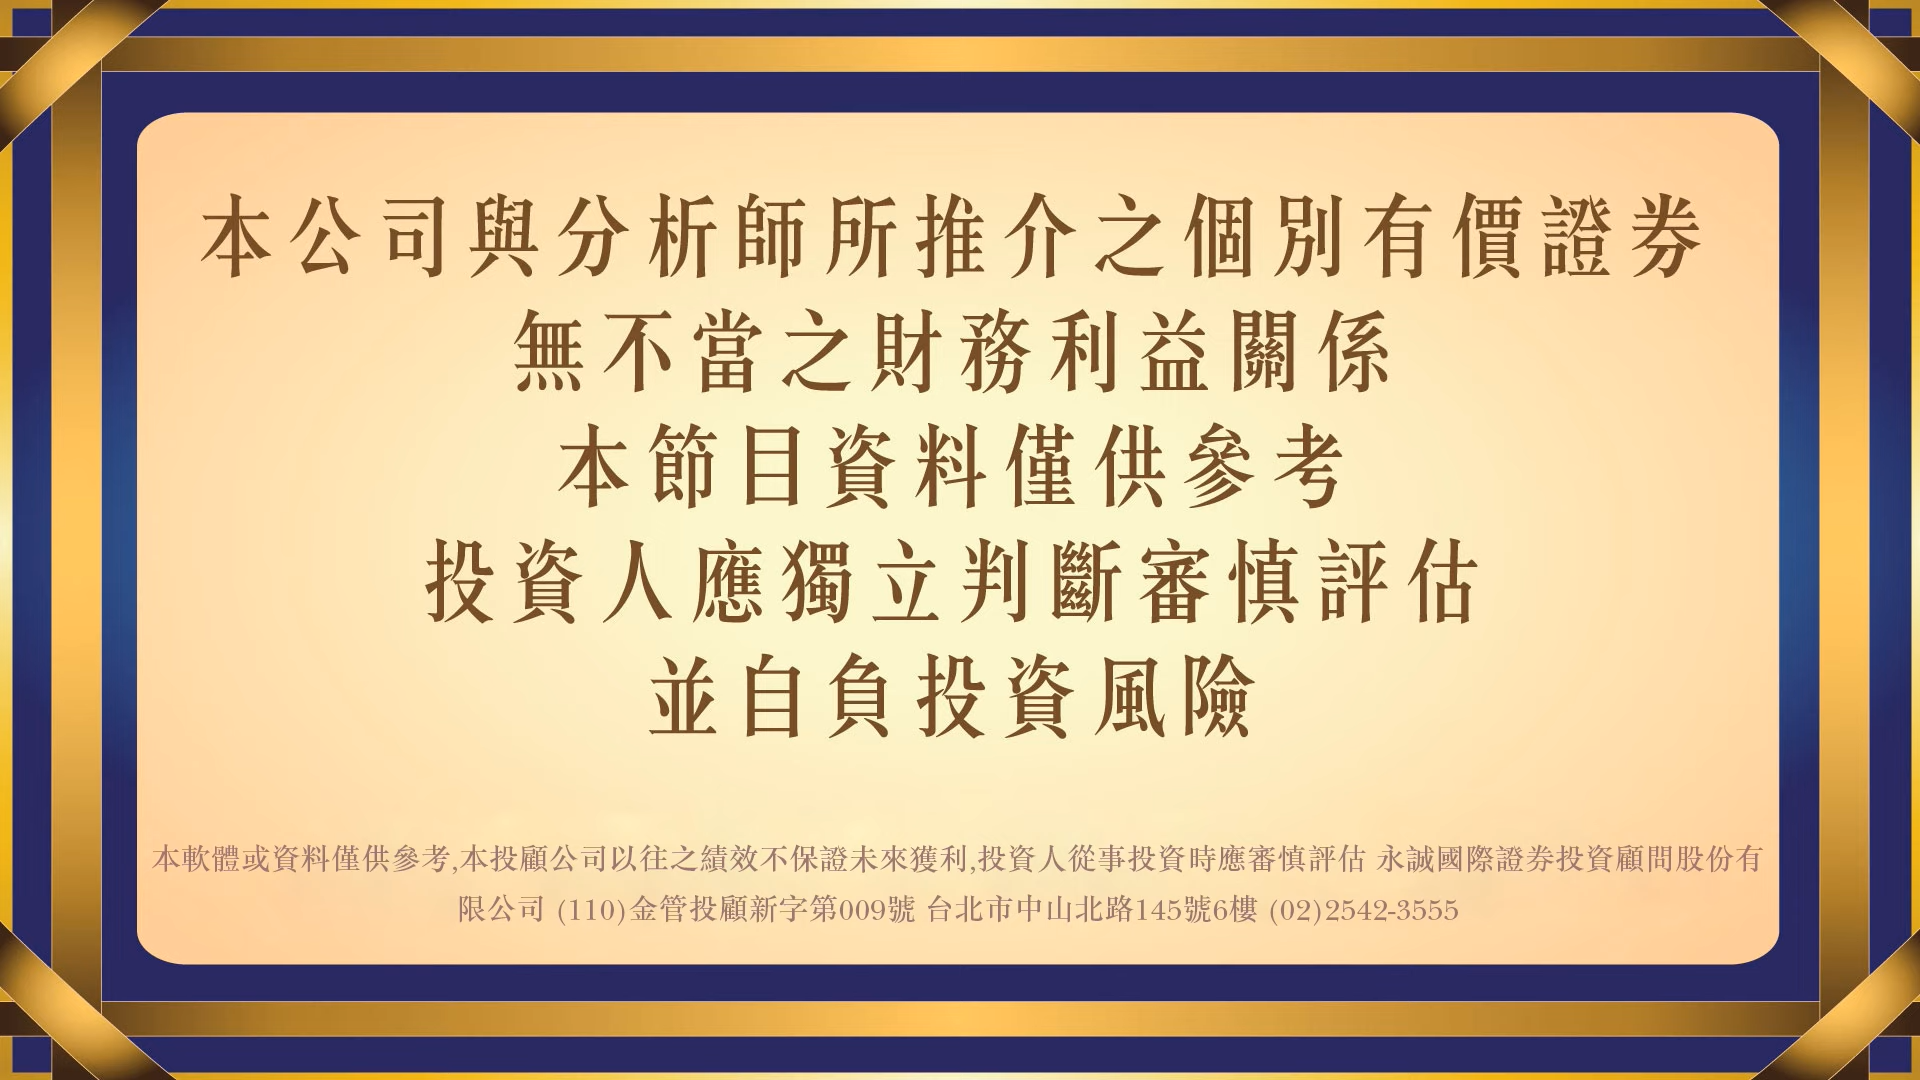 本公司與分析師所推介之個別有價證券
無不當之財務利益關係
本節目資料僅供參考
投資人應獨立判斷審慎評估
並自負投資風險
本軟體或資料僅供參考,本投顧公司以往之績效不保證未來獲利,投資人從事投資時應審慎評估 永誠國際證券投資顧問股份有
限公司 (110)金管投顧新字第009號 台北市中山北路145號6樓 (02)2542-3555